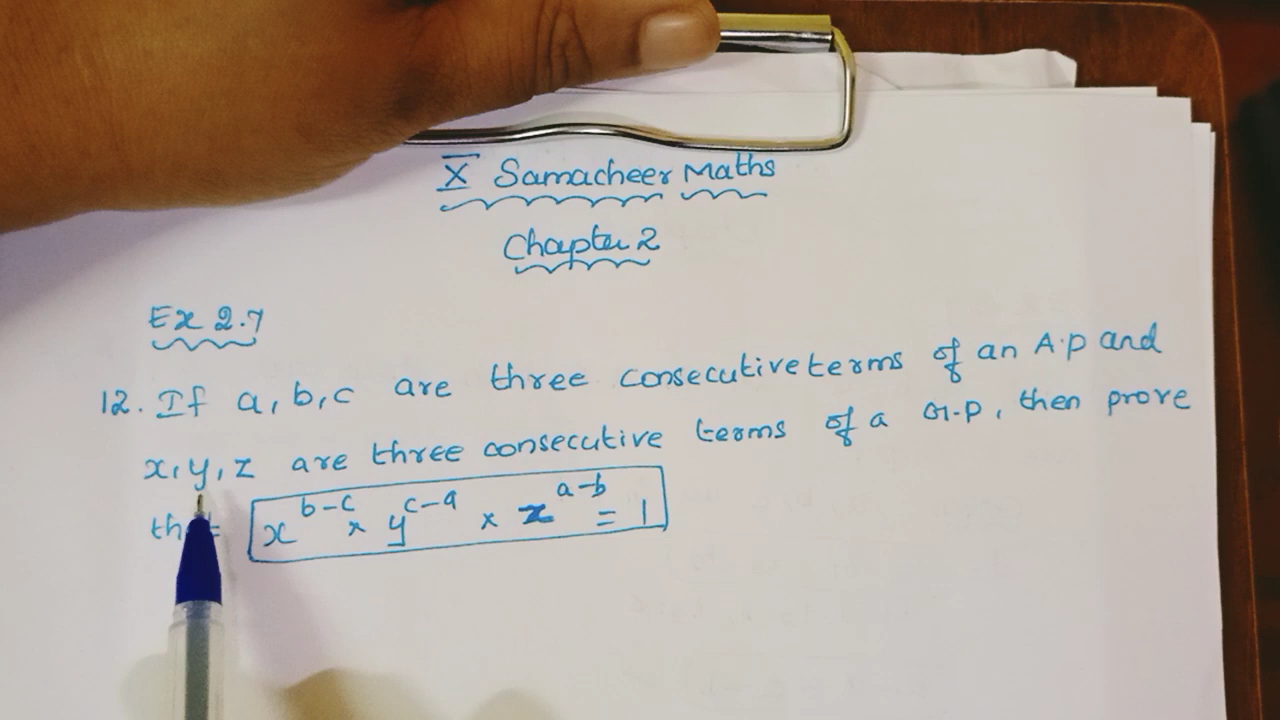 X Samacheer Maths
Chapter 2
Ex 2.7
12. If a, b, c are three consecutive terms of an A.P and
x, y, z are three consecutive terms of a G.P, then prove
that x^{b-c} × y^{c-a} × z^{a-b} = 1